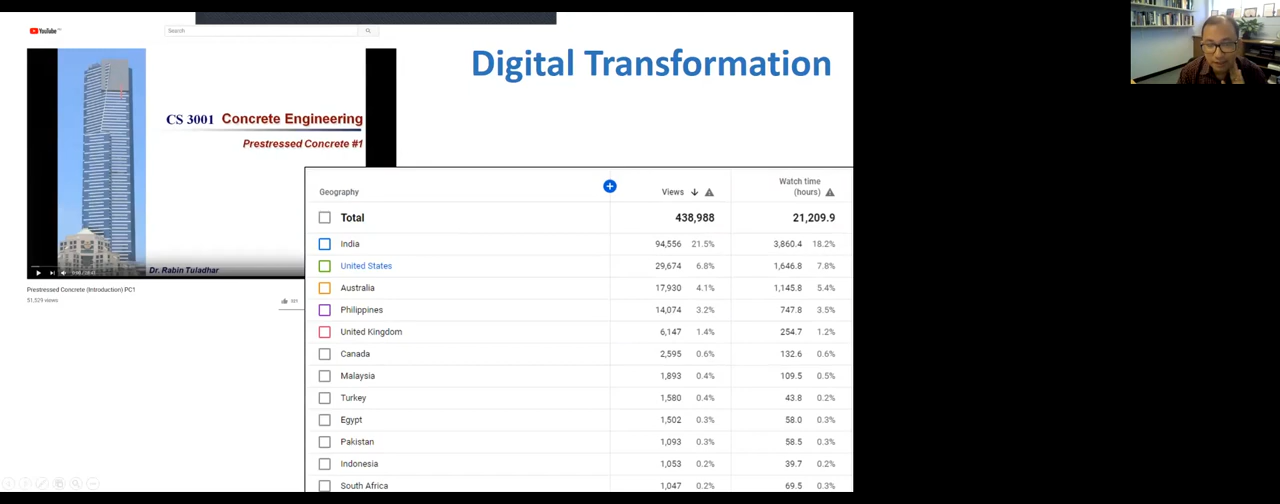 YouTube
Search
Digital Transformation
CS 3001 Concrete Engineering
Prestressed Concrete #1
Dr. Rabin Tuladhar
Prestressed Concrete (Introduction) PC1
51,529 views
Geography Views Watch time (hours)
Total 438,988 21,209.9
India 94,556 21.5% 3,860.4 18.2%
United States 29,674 6.8% 1,646.8 7.8%
Australia 17,930 4.1% 1,145.8 5.4%
Philippines 14,074 3.2% 747.8 3.5%
United Kingdom 6,147 1.4% 254.7 1.2%
Canada 2,595 0.6% 132.6 0.6%
Malaysia 1,893 0.4% 109.5 0.5%
Turkey 1,580 0.4% 43.8 0.2%
Egypt 1,502 0.3% 58.0 0.3%
Pakistan 1,093 0.3% 58.5 0.3%
Indonesia 1,053 0.2% 39.7 0.2%
South Africa 1,047 0.2% 69.5 0.3%